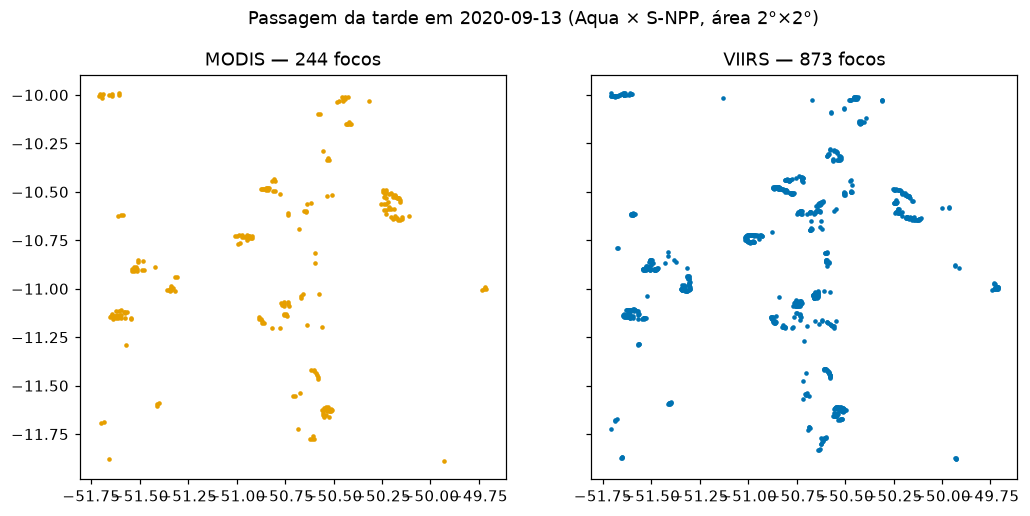 Passagem da tarde em 2020-09-13 (Aqua × S-NPP, área 2°×2°)
MODIS — 244 focos
VIIRS — 873 focos
−10.00
−10.25
−10.50
−10.75
−11.00
−11.25
−11.50
−11.75
−51.75 −51.50 −51.25 −51.00 −50.75 −50.50 −50.25 −50.00 −49.75
−51.75 −51.50 −51.25 −51.00 −50.75 −50.50 −50.25 −50.00 −49.75